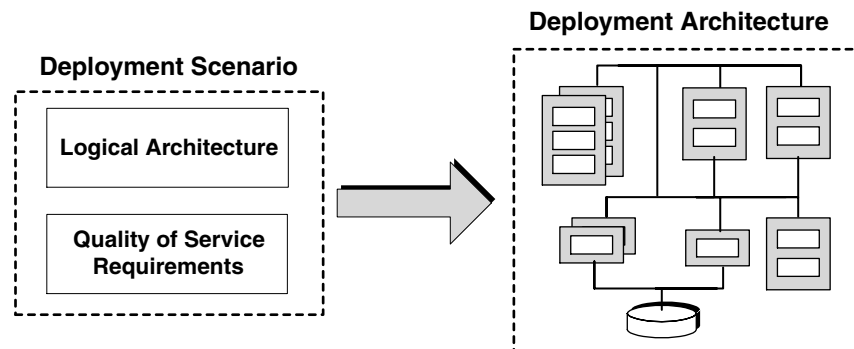 Deployment Scenario
Logical Architecture
Quality of Service
Requirements
Deployment Architecture